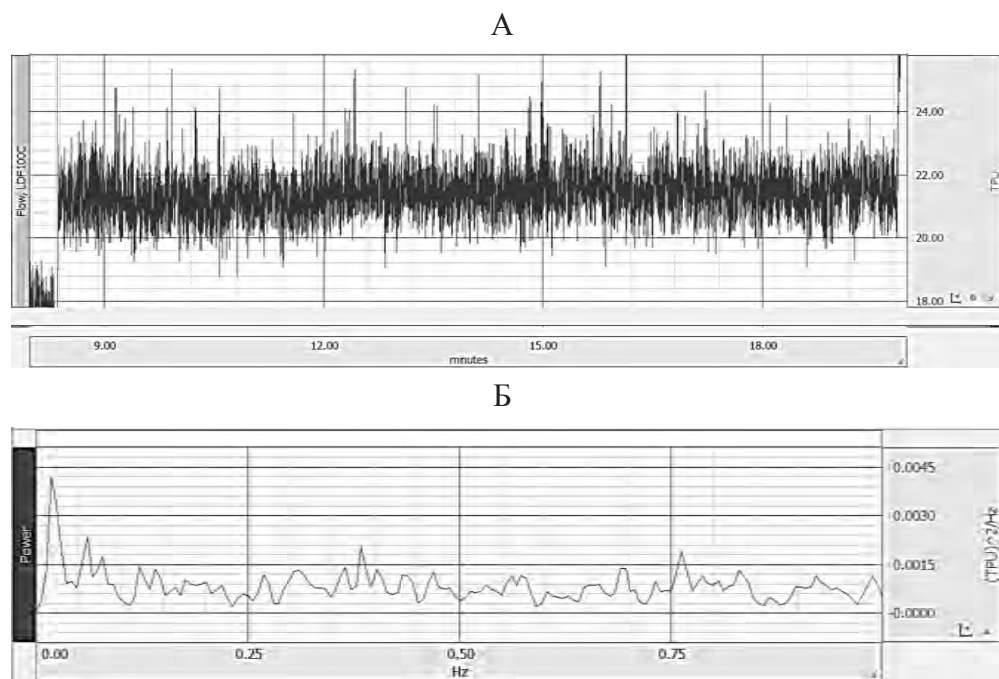 А
Flow, LDF100C
24.00
22.00
20.00
18.00
TPU
9.00 12.00 15.00 18.00
minutes
Б
Power
0.0045
0.0030
0.0015
0.0000
(TPU)^2/Hz
0.00 0.25 0.50 0.75
Hz